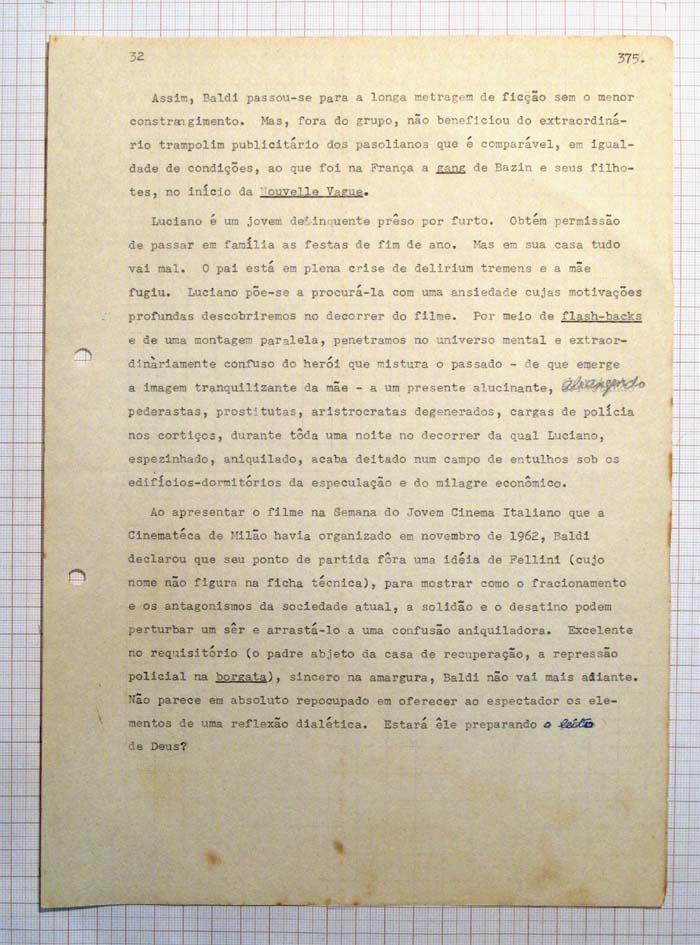 32 375.
Assim, Baldi passou-se para a longa metragem de ficção sem o menor
constrangimento. Mas, fora do grupo, não beneficiou do extraordiná-
rio trampolim publicitário dos pasolianos que é comparável, em igual-
dade de condições, ao que foi na França a gang de Bazin e seus filho-
tes, no início da Nouvelle Vague.
Luciano é um jovem delinquente prêso por furto. Obtém permissão
de passar em família as festas de fim de ano. Mas em sua casa tudo
vai mal. O pai está em plena crise de delirium tremens e a mãe
fugiu. Luciano põe-se a procurá-la com uma ansiedade cujas motivações
profundas descobriremos no decorrer do filme. Por meio de flash-backs
e de uma montagem paralela, penetramos no universo mental e extraor-
dinàriamente confuso do herói que mistura o passado - de que emerge
a imagem tranquilizante da mãe - a um presente alucinante,
pederastas, prostitutas, aristocratas degenerados, cargas de polícia
nos cortiços, durante tôda uma noite no decorrer da qual Luciano,
espezinhado, aniquilado, acaba deitado num campo de entulhos sob os
edifícios-dormitórios da especulação e do milagre econômico.
Ao apresentar o filme na Semana do Jovem Cinema Italiano que a
Cinematéca de Milão havia organizado em novembro de 1962, Baldi
declarou que seu ponto de partida fôra uma idéia de Fellini (cujo
nome não figura na ficha técnica), para mostrar como o fracionamento
e os antagonismos da sociedade atual, a solidão e o desatino podem
perturbar um sêr e arrastá-lo a uma confusão aniquiladora. Excelente
no requisitório (o padre abjeto da casa de recuperação, a repressão
policial na borgata), sincero na amargura, Baldi não vai mais adiante.
Não parece em absoluto repocupado em oferecer ao espectador os ele-
mentos de uma reflexão dialética. Estará êle preparando o leito
de Deus?